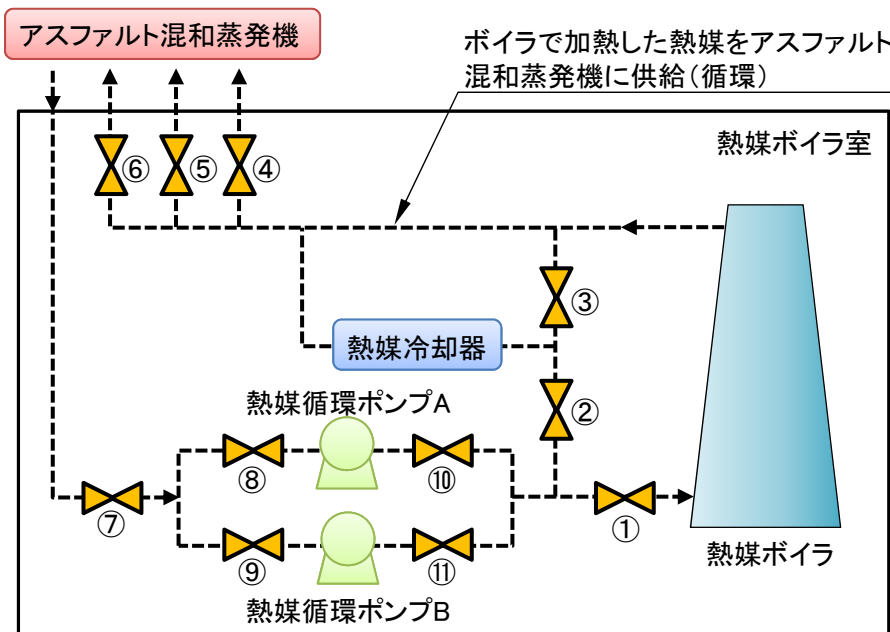 アスファルト混和蒸発機
ボイラで加熱した熱媒をアスファルト
混和蒸発機に供給(循環)
熱媒ボイラ室
⑥
⑤
④
③
熱媒冷却器
②
熱媒循環ポンプA
⑧
⑩
⑦
①
⑨
⑪
熱媒ボイラ
熱媒循環ポンプB